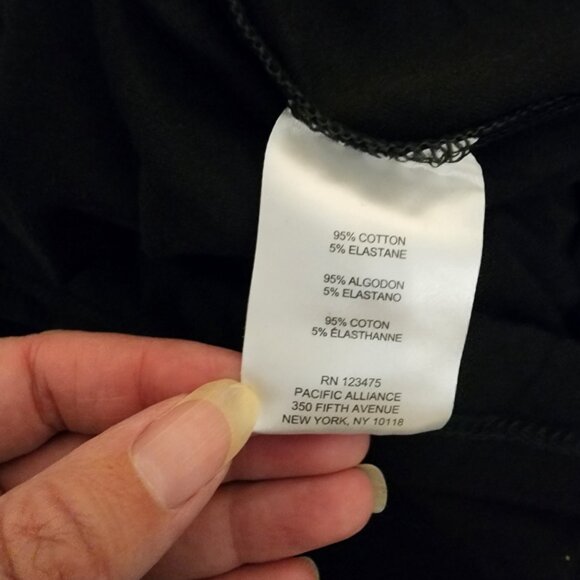 95% COTTON
5% ELASTANE
95% ALGODON
5% ELASTANO
95% COTON
5% ÉLASTHANNE
RN 123475
PACIFIC ALLIANCE
350 FIFTH AVENUE
NEW YORK, NY 10118